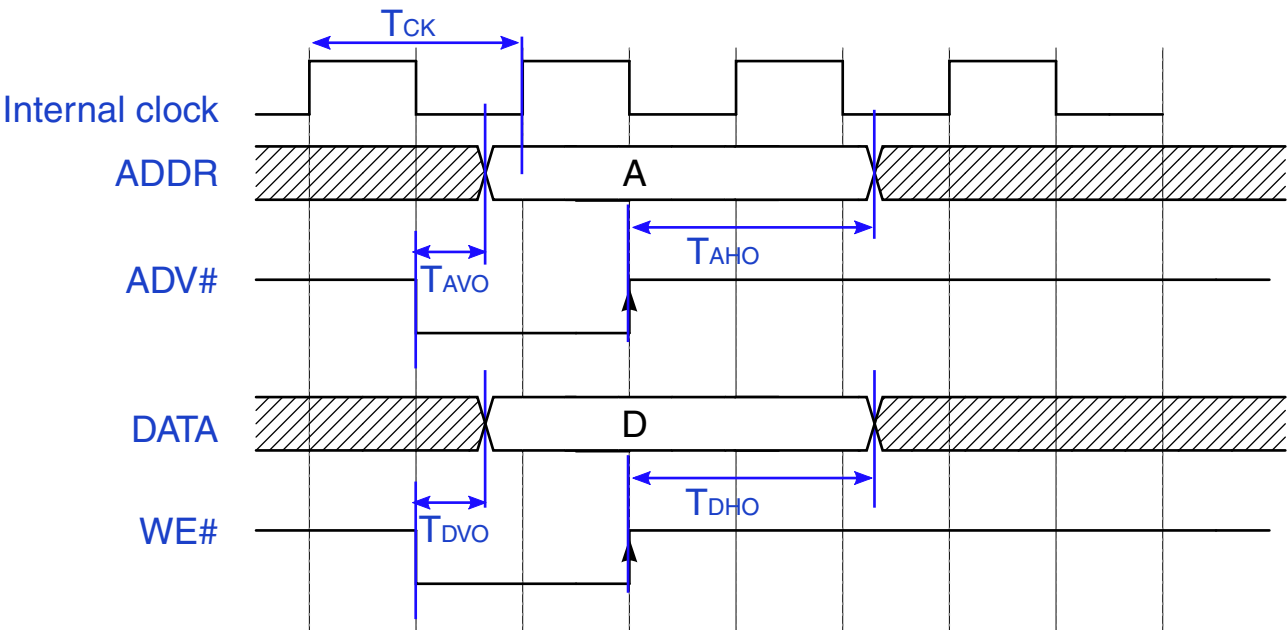 TCK
Internal clock
ADDR
A
TAHO
ADV#
TAVO
DATA
D
TDHO
WE#
TDVO